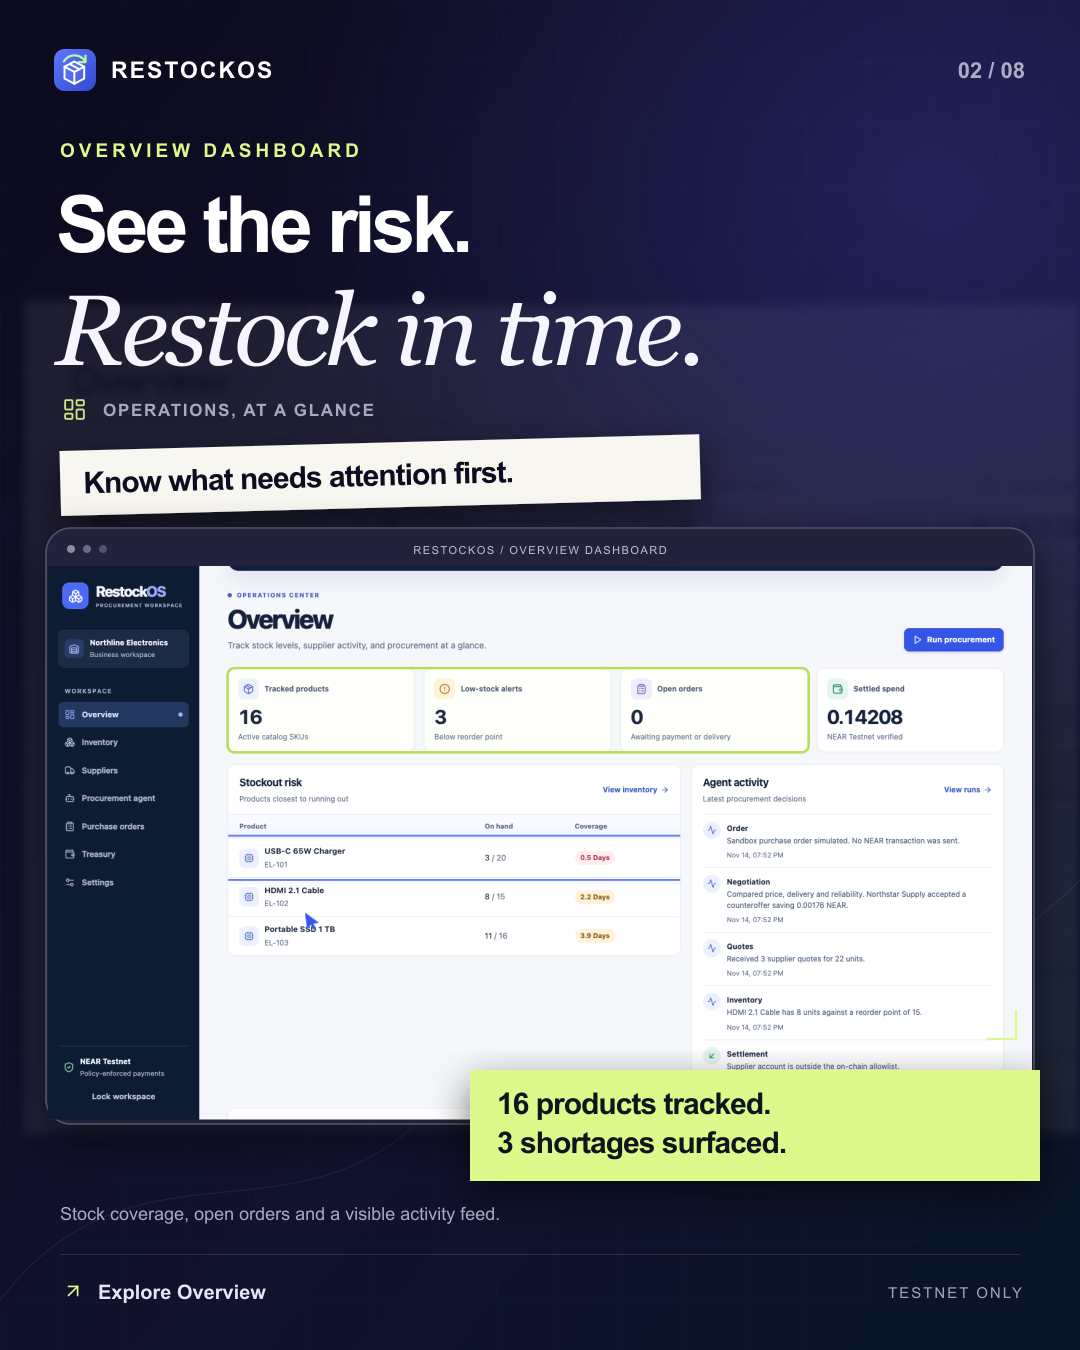 RESTOCKOS
02 / 08
OVERVIEW DASHBOARD
See the risk.
Restock in time.
OPERATIONS, AT A GLANCE
Know what needs attention first.
RESTOCKOS / OVERVIEW DASHBOARD
RestockOS
PROCUREMENT WORKSPACE
Northline Electronics
Business workspace
WORKSPACE
Overview
Inventory
Suppliers
Procurement agent
Purchase orders
Treasury
Settings
NEAR Testnet
Policy-enforced payments
Lock workspace
OPERATIONS CENTER
Overview
Track stock levels, supplier activity, and procurement at a glance.
Run procurement
Tracked products
16
Active catalog SKUs
Low-stock alerts
3
Below reorder point
Open orders
0
Awaiting payment or delivery
Settled spend
0.14208
NEAR Testnet verified
Stockout risk
Products closest to running out
View inventory →
Product On hand Coverage
USB-C 65W Charger
EL-101
3 / 20
0.5 Days
HDMI 2.1 Cable
EL-102
8 / 15
2.2 Days
Portable SSD 1 TB
EL-103
11 / 16
3.9 Days
Agent activity
Latest procurement decisions
View runs →
Order
Sandbox purchase order simulated. No NEAR transaction was sent.
Nov 14, 07:52 PM
Negotiation
Compared price, delivery and reliability. Northstar Supply accepted a
counteroffer saving 0.00176 NEAR.
Nov 14, 07:52 PM
Quotes
Received 3 supplier quotes for 22 units.
Nov 14, 07:52 PM
Inventory
HDMI 2.1 Cable has 8 units against a reorder point of 15.
Nov 14, 07:52 PM
Settlement
Supplier account is outside the on-chain allowlist.
16 products tracked.
3 shortages surfaced.
Stock coverage, open orders and a visible activity feed.
Explore Overview
TESTNET ONLY